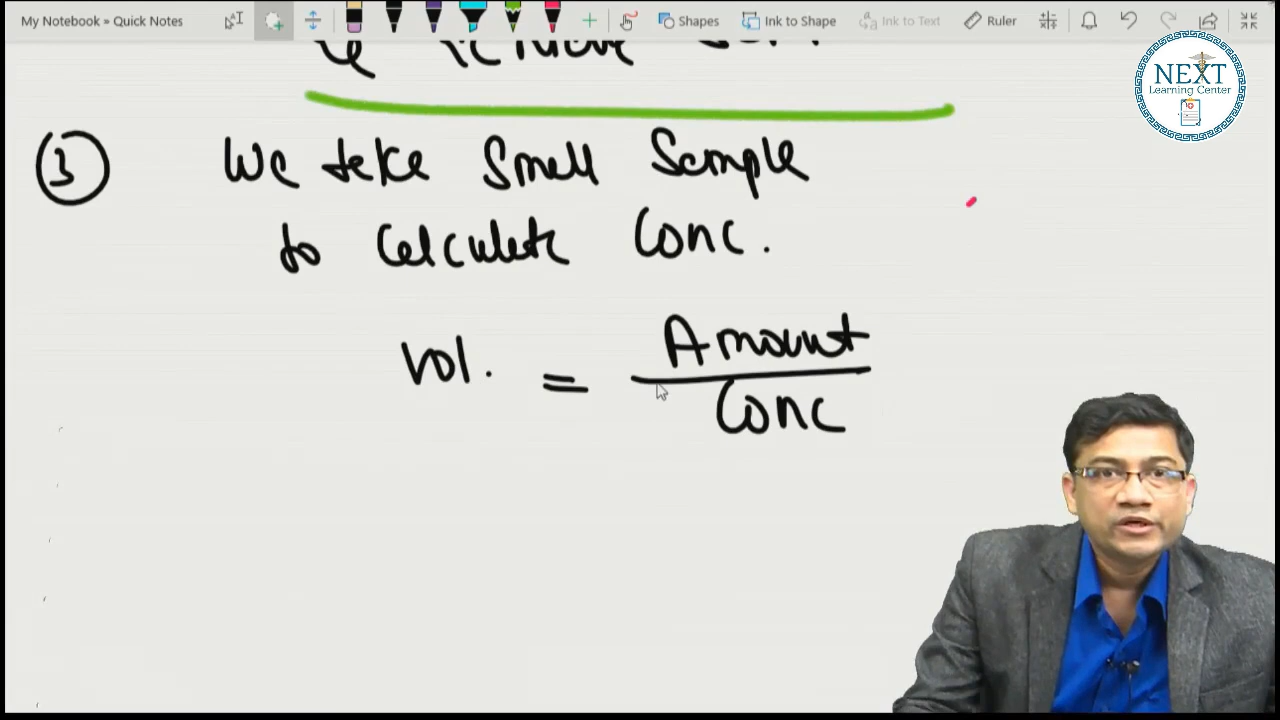 My Notebook » Quick Notes
Shapes
Ink to Shape
Ink to Text
Ruler
NEXT
Learning Center
3 We take Small Sample
to Calculate Conc.
Vol. = Amount
Conc